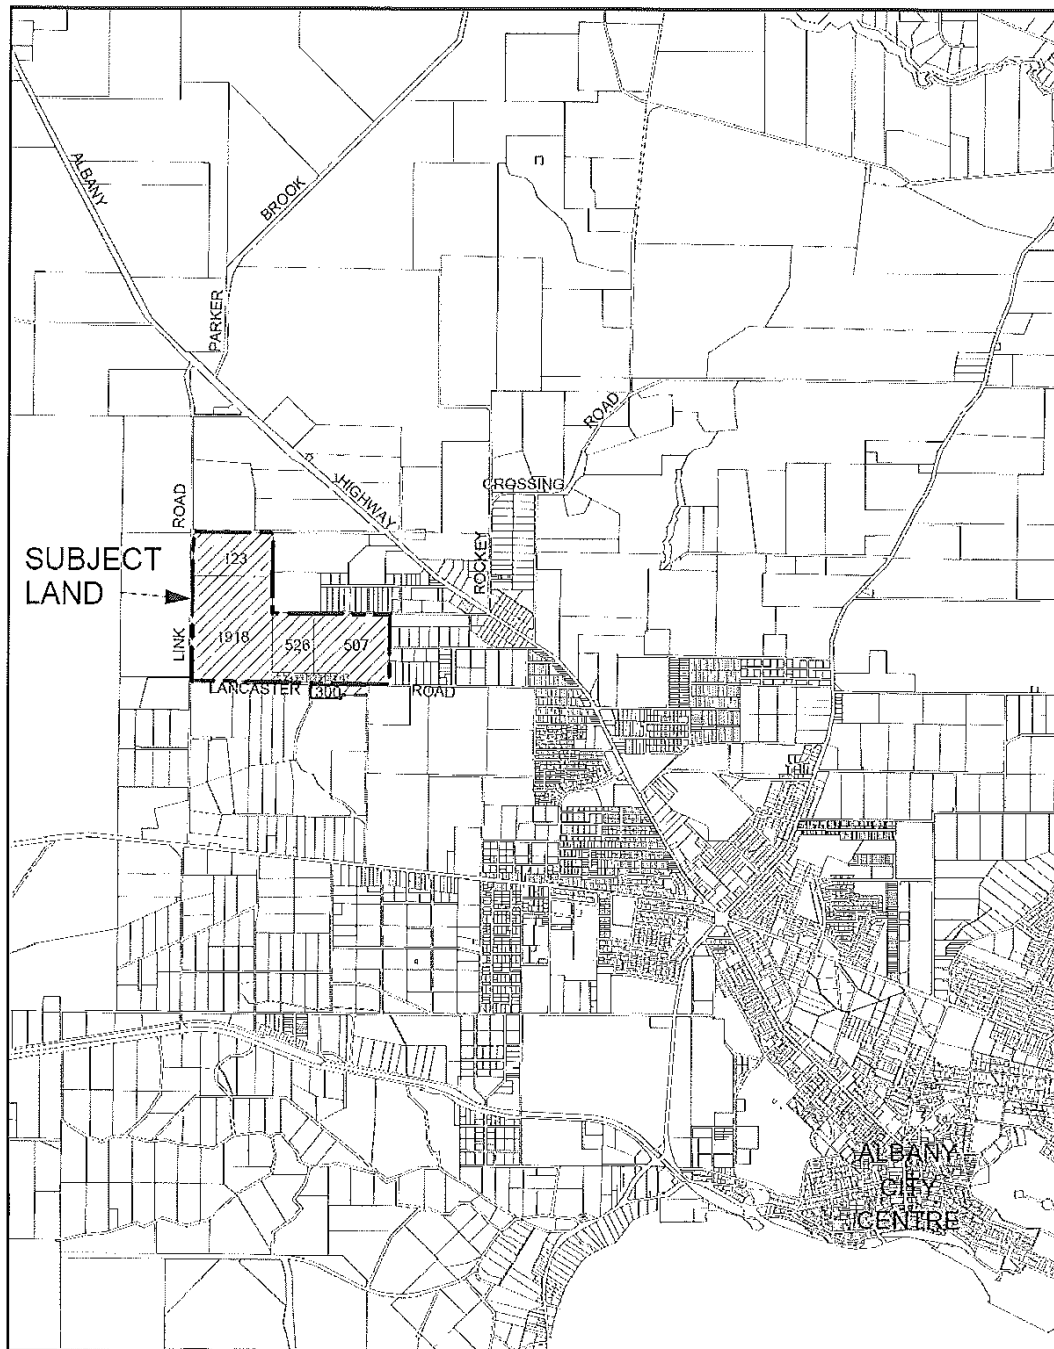 ALBANY
BROOK
PARKER
ROAD
ROAD
HIGHWAY
CROSSING
ROCKEY
SUBJECT
LAND
123
LINK
1918
526
507
LANCASTER
300
ROAD
ALBANY
CITY
CENTRE